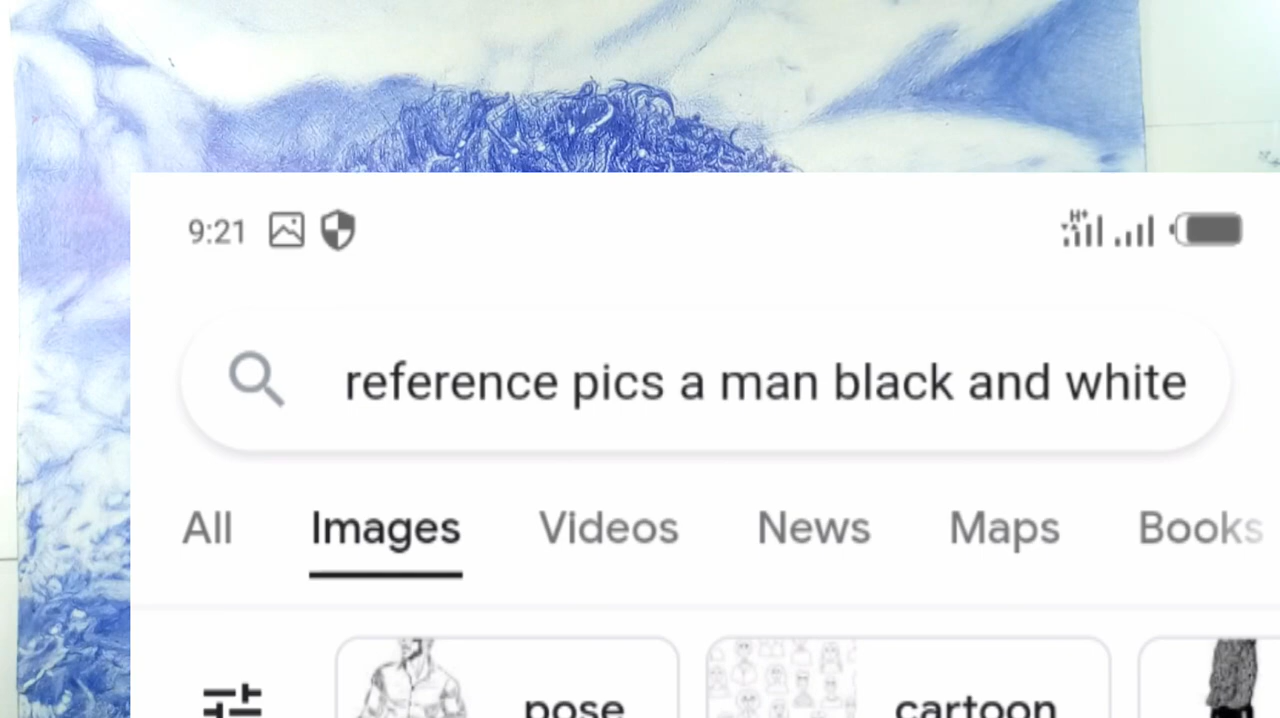 9:21 H+
reference pics a man black and white
All Images Videos News Maps Books
pose cartoon